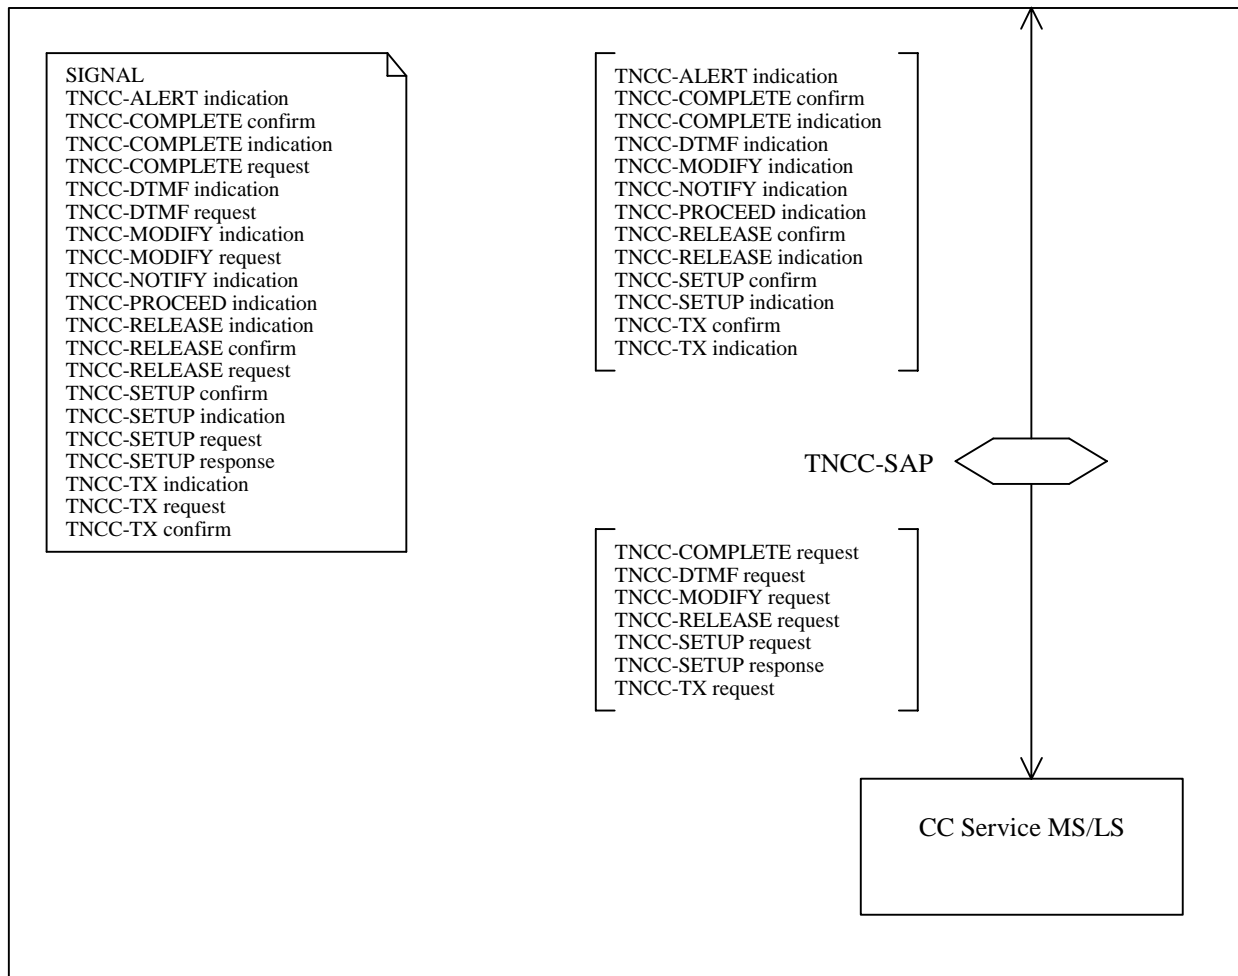 SIGNAL
TNCC-ALERT indication
TNCC-COMPLETE confirm
TNCC-COMPLETE indication
TNCC-COMPLETE request
TNCC-DTMF indication
TNCC-DTMF request
TNCC-MODIFY indication
TNCC-MODIFY request
TNCC-NOTIFY indication
TNCC-PROCEED indication
TNCC-RELEASE indication
TNCC-RELEASE confirm
TNCC-RELEASE request
TNCC-SETUP confirm
TNCC-SETUP indication
TNCC-SETUP request
TNCC-SETUP response
TNCC-TX indication
TNCC-TX request
TNCC-TX confirm
TNCC-ALERT indication
TNCC-COMPLETE confirm
TNCC-COMPLETE indication
TNCC-DTMF indication
TNCC-MODIFY indication
TNCC-NOTIFY indication
TNCC-PROCEED indication
TNCC-RELEASE confirm
TNCC-RELEASE indication
TNCC-SETUP confirm
TNCC-SETUP indication
TNCC-TX confirm
TNCC-TX indication
TNCC-SAP
TNCC-COMPLETE request
TNCC-DTMF request
TNCC-MODIFY request
TNCC-RELEASE request
TNCC-SETUP request
TNCC-SETUP response
TNCC-TX request
CC Service MS/LS